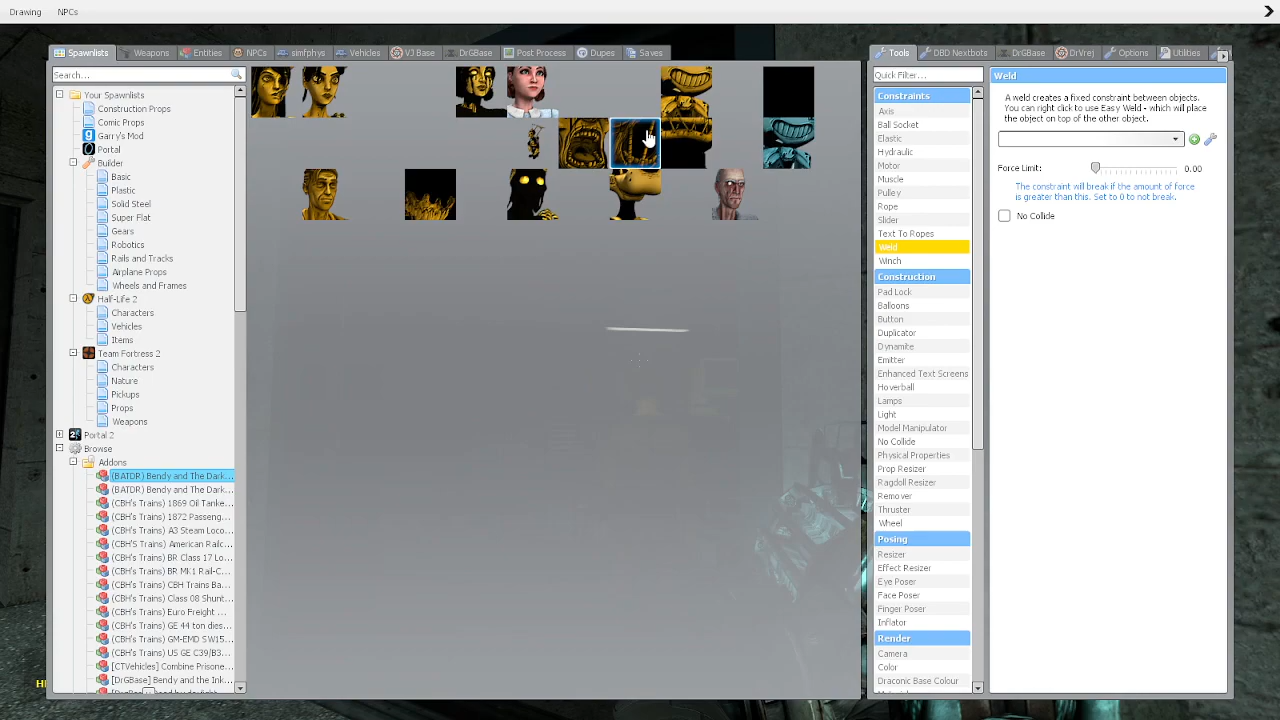 Drawing NPCs
Spawnlists Weapons Entities NPCs simfphys Vehicles VJ Base DrGBase Post Process Dupes Saves
Search...
Your Spawnlists
Construction Props
Comic Props
Garry's Mod
Portal
Builder
Basic
Plastic
Solid Steel
Super Flat
Gears
Robotics
Rails and Tracks
Airplane Props
Wheels and Frames
Half-Life 2
Characters
Vehicles
Items
Team Fortress 2
Characters
Nature
Pickups
Props
Weapons
Portal 2
Browse
Addons
(BATDR) Bendy and The Dark...
(BATDR) Bendy and The Dark...
(CBH's Trains) 1869 Oil Tanke...
(CBH's Trains) 1872 Passeng...
(CBH's Trains) A3 Steam Loco...
(CBH's Trains) American Railc...
(CBH's Trains) BR Class 17 Lo...
(CBH's Trains) BR MK1 Rail-C...
(CBH's Trains) CBH Trains Ba...
(CBH's Trains) Class 08 Shunt...
(CBH's Trains) Euro Freight ...
(CBH's Trains) GE 44 ton dies...
(CBH's Trains) GM-EMD SW15...
(CBH's Trains) US GE C39/B3...
[CTVehicles] Combine Prisone...
[DrGBase] Bendy and the Ink...
Tools DBD Nextbots DrGBase DrVrej Options Utilities
Quick Filter...
Constraints
Axis
Ball Socket
Elastic
Hydraulic
Motor
Muscle
Pulley
Rope
Slider
Text To Ropes
Weld
Winch
Construction
Pad Lock
Balloons
Button
Duplicator
Dynamite
Emitter
Enhanced Text Screens
Hoverball
Lamps
Light
Model Manipulator
No Collide
Physical Properties
Prop Resizer
Ragdoll Resizer
Remover
Thruster
Wheel
Posing
Resizer
Effect Resizer
Eye Poser
Face Poser
Finger Poser
Inflator
Render
Camera
Color
Draconic Base Colour
Weld
A weld creates a fixed constraint between objects.
You can right click to use Easy Weld • which will place
the object on top of the other object.
Force Limit: 0.00
The constraint will break if the amount of force
is greater than this. Set to 0 to not break.
No Collide